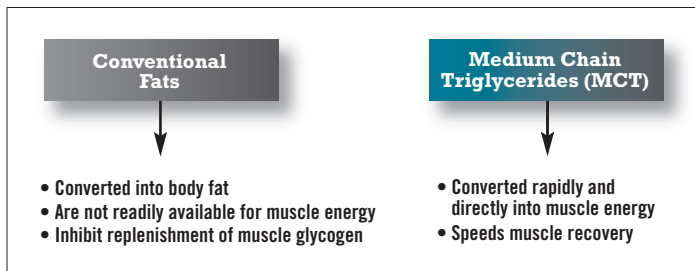 Conventional
Fats
• Converted into body fat
• Are not readily available for muscle energy
• Inhibit replenishment of muscle glycogen
Medium Chain
Triglycerides (MCT)
• Converted rapidly and
directly into muscle energy
• Speeds muscle recovery